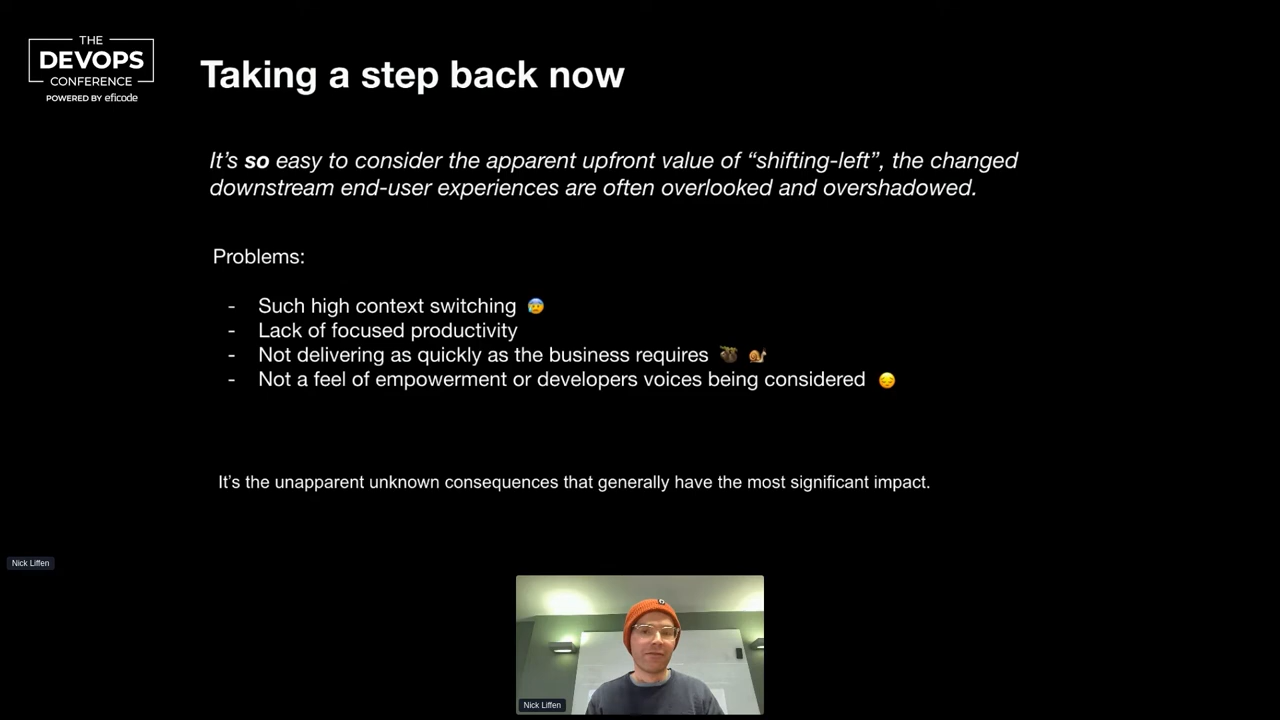 THE
DEVOPS
CONFERENCE
POWERED BY eficode
Taking a step back now
It's so easy to consider the apparent upfront value of “shifting-left”, the changed
downstream end-user experiences are often overlooked and overshadowed.
Problems:
- Such high context switching 😰
- Lack of focused productivity
- Not delivering as quickly as the business requires 🦥 🐌
- Not a feel of empowerment or developers voices being considered 😔
It's the unapparent unknown consequences that generally have the most significant impact.
Nick Liffen
Nick Liffen